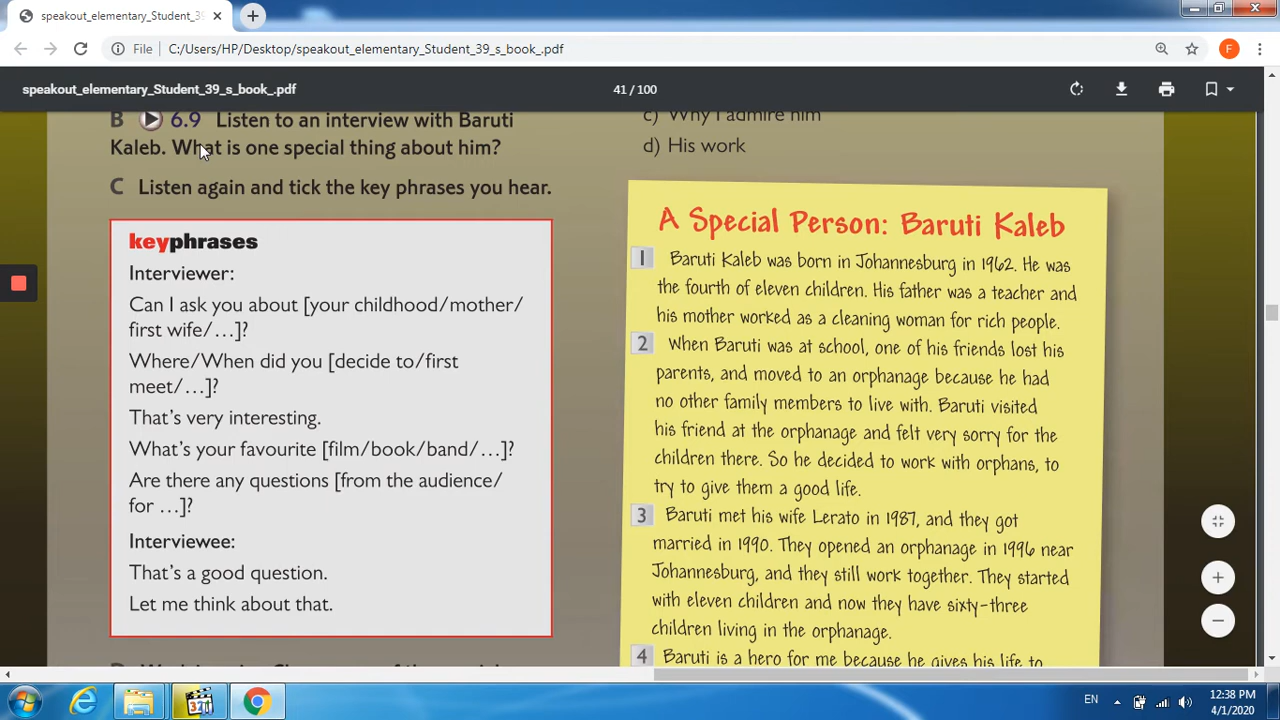 speakout_elementary_Student_39
File
C:/Users/HP/Desktop/speakout_elementary_Student_39_s_book_.pdf
F
speakout_elementary_Student_39_s_book_.pdf
41 / 100
B 6.9 Listen to an interview with Baruti
Kaleb. What is one special thing about him?
C Listen again and tick the key phrases you hear.
keyphrases
Interviewer:
Can I ask you about [your childhood/mother/
first wife/…]?
Where/When did you [decide to/first
meet/…]?
That's very interesting.
What's your favourite [film/book/band/…]?
Are there any questions [from the audience/
for …]?
Interviewee:
That's a good question.
Let me think about that.
c) Why I admire him
d) His work
A Special Person: Baruti Kaleb
1 Baruti Kaleb was born in Johannesburg in 1962. He was
the fourth of eleven children. His father was a teacher and
his mother worked as a cleaning woman for rich people.
2 When Baruti was at school, one of his friends lost his
parents, and moved to an orphanage because he had
no other family members to live with. Baruti visited
his friend at the orphanage and felt very sorry for the
children there. So he decided to work with orphans, to
try to give them a good life.
3 Baruti met his wife Lerato in 1987, and they got
married in 1990. They opened an orphanage in 1996 near
Johannesburg, and they still work together. They started
with eleven children and now they have sixty-three
children living in the orphanage.
4 Baruti is a hero for me because he gives his life to
EN
12:38 PM
4/1/2020